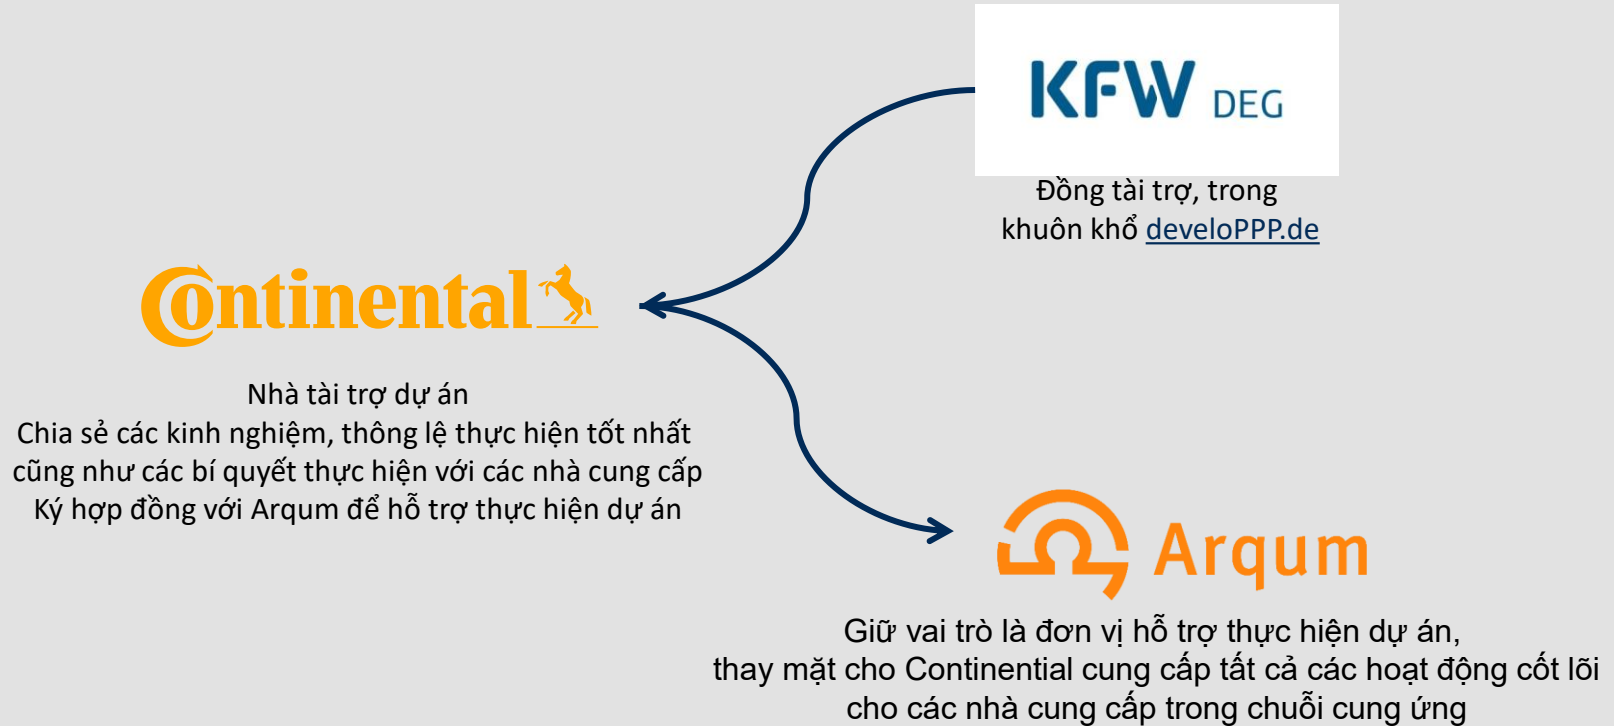 KFW DEG
Đồng tài trợ, trong
khuôn khổ develoPPP.de
Continental
Nhà tài trợ dự án
Chia sẻ các kinh nghiệm, thông lệ thực hiện tốt nhất
cũng như các bí quyết thực hiện với các nhà cung cấp
Ký hợp đồng với Arqum để hỗ trợ thực hiện dự án
Arqum
Giữ vai trò là đơn vị hỗ trợ thực hiện dự án,
thay mặt cho Continential cung cấp tất cả các hoạt động cốt lõi
cho các nhà cung cấp trong chuỗi cung ứng